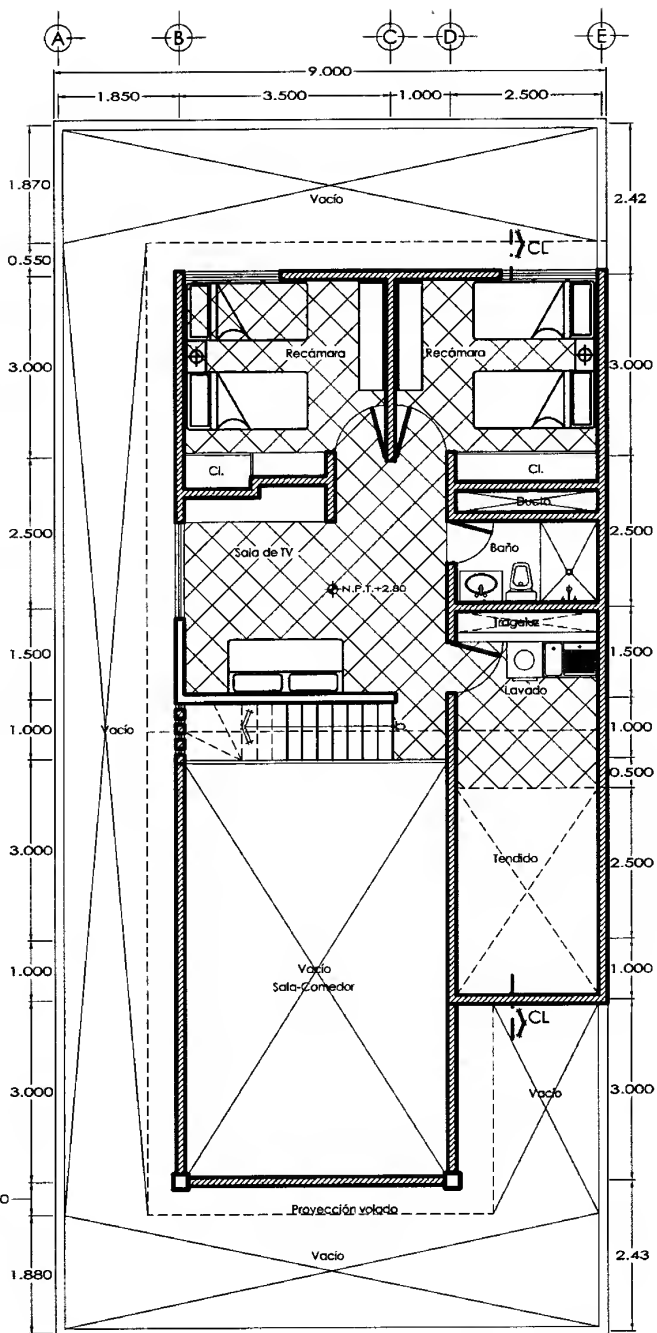 A B C D E
9.000
1.850 3.500 1.000 2.500
1.870
2.42
Vacío
0.550
CL
3.000
Recámara Recámara
3.000
Cl. Cl.
Ducto
2.500
Sala de TV
Baño
2.500
N.P.T.+2.80
Tragaluz
1.500
1.500
Lavado
1.000
Vacío
1.000
0.500
3.000
Tendido
2.500
1.000
Vacío
Sala-Comedor
1.000
CL
3.000
Vacío
3.000
0
Proyección volado
Vacío
2.43
1.880